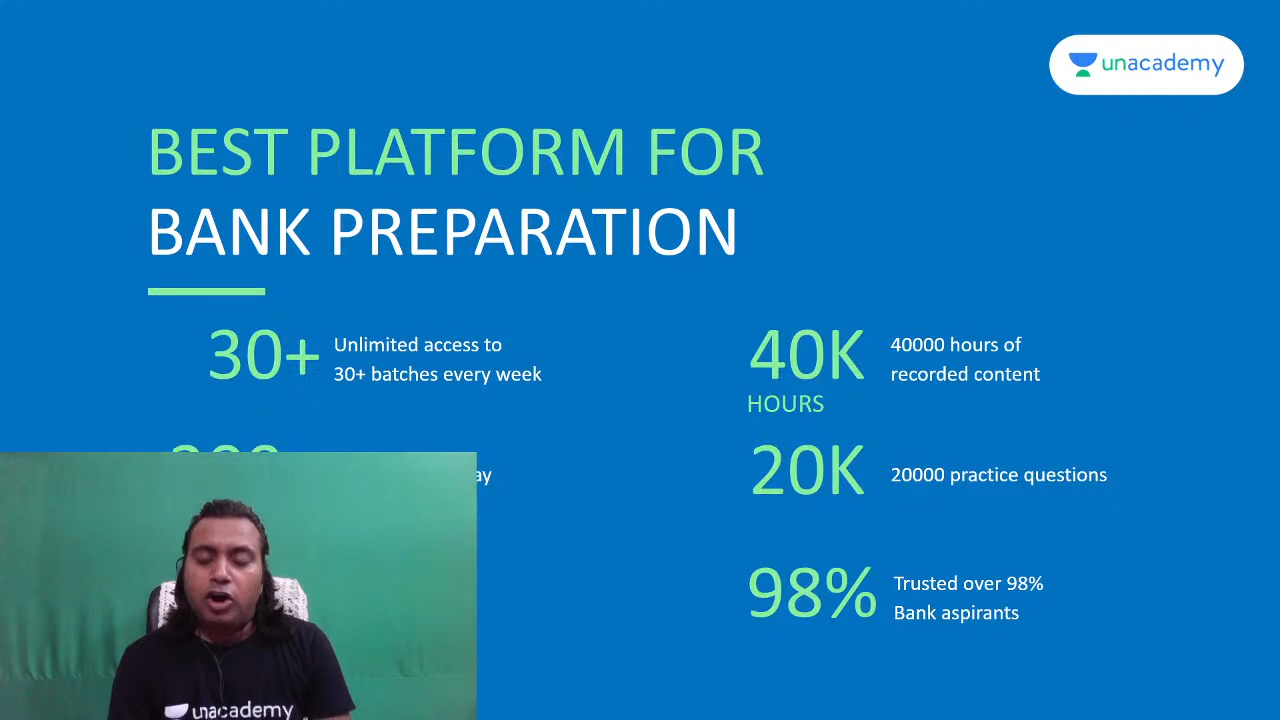 unacademy
BEST PLATFORM FOR
BANK PREPARATION
30+
Unlimited access to
30+ batches every week
40K
HOURS
40000 hours of
recorded content
20K
20000 practice questions
98%
Trusted over 98%
Bank aspirants
unacademy